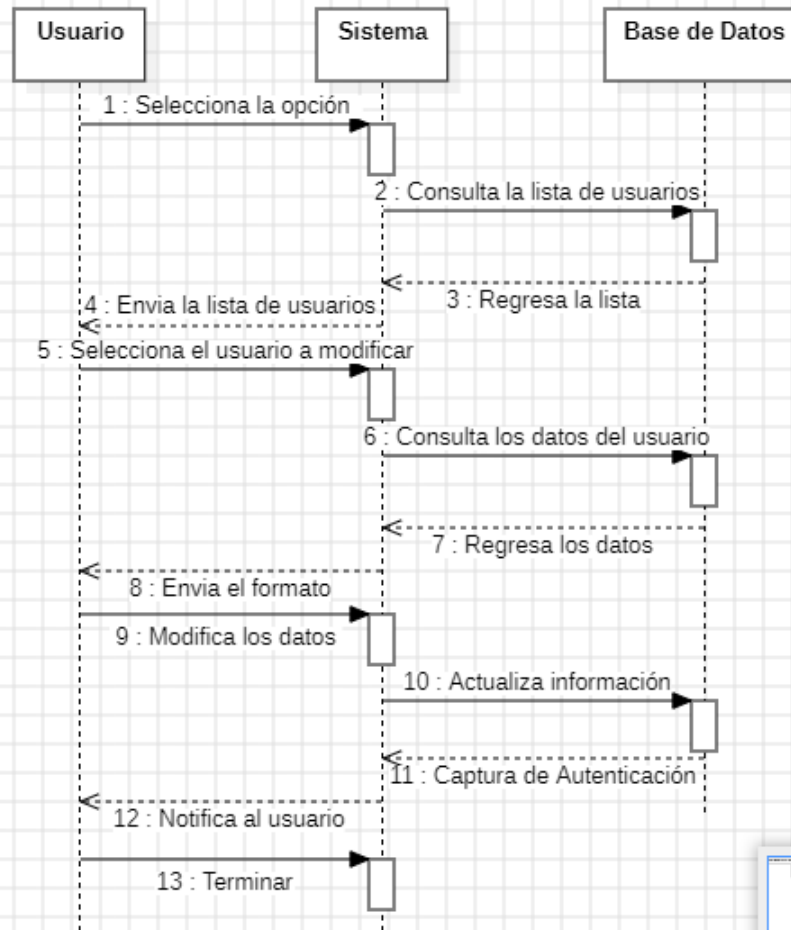 Usuario
Sistema
Base de Datos
1 : Selecciona la opción
2 : Consulta la lista de usuarios
3 : Regresa la lista
4 : Envia la lista de usuarios
5 : Selecciona el usuario a modificar
6 : Consulta los datos del usuario
7 : Regresa los datos
8 : Envia el formato
9 : Modifica los datos
10 : Actualiza información
11 : Captura de Autenticación
12 : Notifica al usuario
13 : Terminar